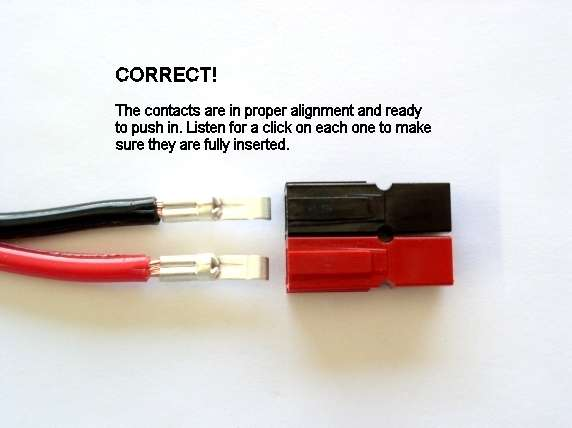 CORRECT!
The contacts are in proper alignment and ready
to push in. Listen for a click on each one to make
sure they are fully inserted.